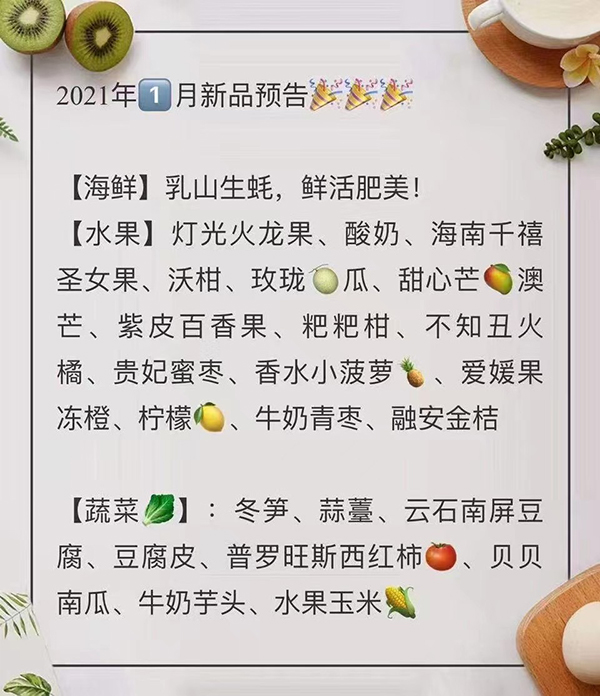 2021年1️⃣月新品预告🎉🎉🎉
【海鲜】乳山生蚝，鲜活肥美！
【水果】灯光火龙果、酸奶、海南千禧
圣女果、沃柑、玫珑🍈瓜、甜心芒🥭澳
芒、紫皮百香果、粑粑柑、不知丑火
橘、贵妃蜜枣、香水小菠萝🍍、爱媛果
冻橙、柠檬🍋、牛奶青枣、融安金桔
【蔬菜🥬】：冬笋、蒜薹、云石南屏豆
腐、豆腐皮、普罗旺斯西红柿🍅、贝贝
南瓜、牛奶芋头、水果玉米🌽